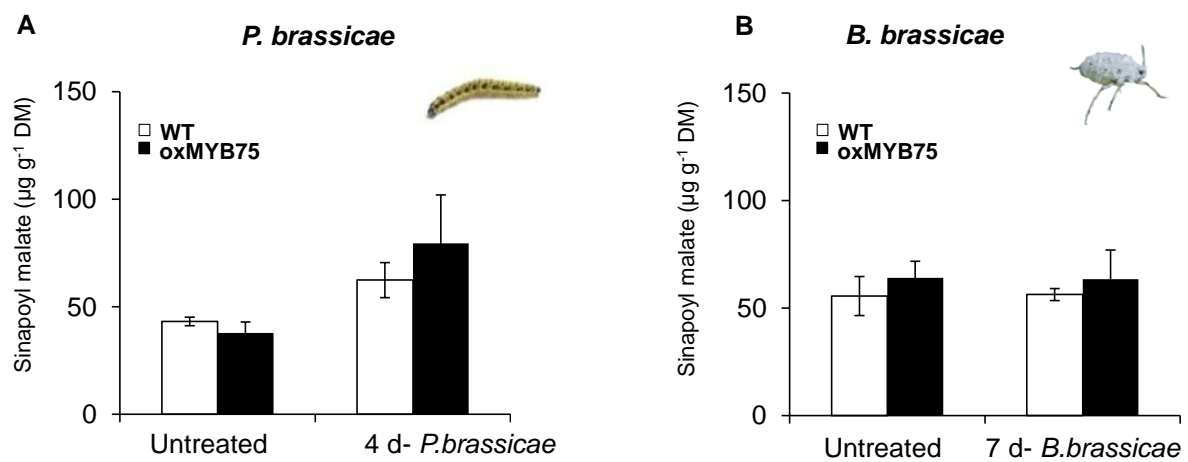 A
P. brassicae
Sinapoyl malate (µg g⁻¹ DM)
150
100
50
0
WT
oxMYB75
Untreated
4 d- P.brassicae
B
B. brassicae
Sinapoyl malate (µg g⁻¹ DM)
150
100
50
0
WT
oxMYB75
Untreated
7 d- B.brassicae